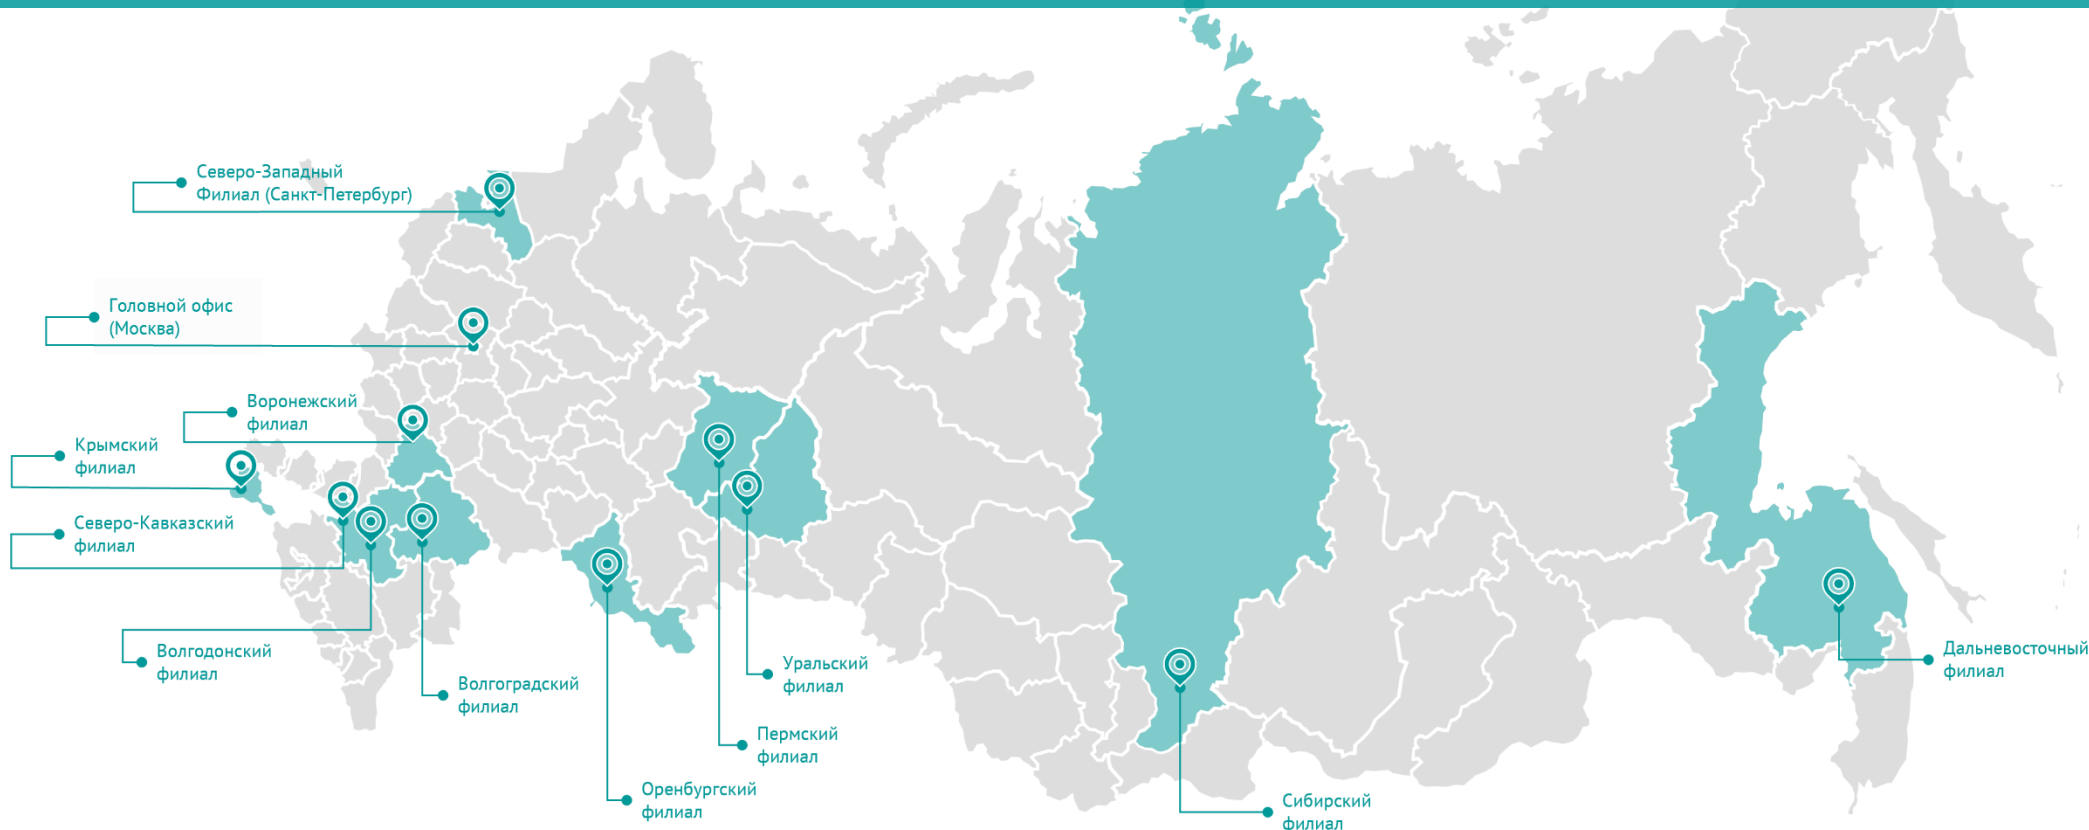 Северо-Западный
Филиал (Санкт-Петербург)
Головной офис
(Москва)
Воронежский
филиал
Крымский
филиал
Северо-Кавказский
филиал
Волгодонский
филиал
Волгоградский
филиал
Уральский
филиал
Пермский
филиал
Оренбургский
филиал
Сибирский
филиал
Дальневосточный
филиал